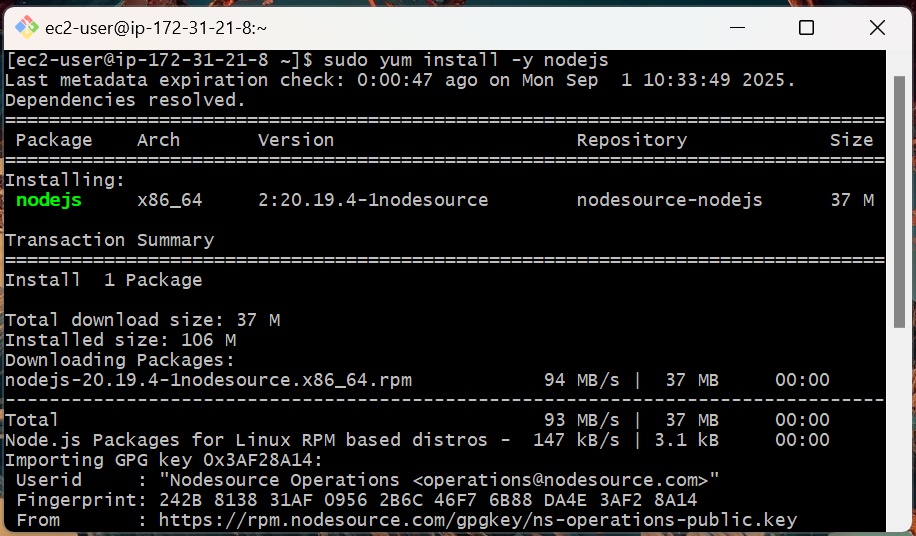 ec2-user@ip-172-31-21-8:~
[ec2-user@ip-172-31-21-8 ~]$ sudo yum install -y nodejs
Last metadata expiration check: 0:00:47 ago on Mon Sep  1 10:33:49 2025.
Dependencies resolved.
================================================================================
 Package    Arch       Version                      Repository             Size
================================================================================
Installing:
 nodejs     x86_64     2:20.19.4-1nodesource        nodesource-nodejs      37 M

Transaction Summary
================================================================================
Install  1 Package

Total download size: 37 M
Installed size: 106 M
Downloading Packages:
nodejs-20.19.4-1nodesource.x86_64.rpm            94 MB/s |  37 MB     00:00
--------------------------------------------------------------------------------
Total                                            93 MB/s |  37 MB     00:00
Node.js Packages for Linux RPM based distros -  147 kB/s | 3.1 kB     00:00
Importing GPG key 0x3AF28A14:
 Userid     : "Nodesource Operations <operations@nodesource.com>"
 Fingerprint: 242B 8138 31AF 0956 2B6C 46F7 6B88 DA4E 3AF2 8A14
 From       : https://rpm.nodesource.com/gpgkey/ns-operations-public.key